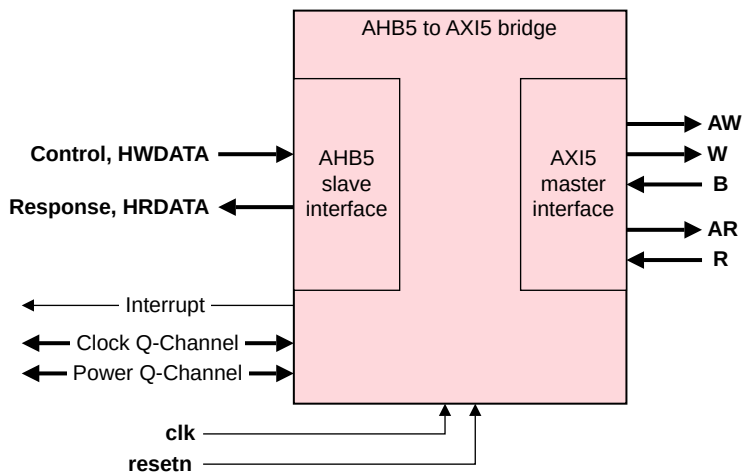 AHB5 to AXI5 bridge
Control, HWDATA
Response, HRDATA
AHB5
slave
interface
AXI5
master
interface
AW
W
B
AR
R
Interrupt
Clock Q-Channel
Power Q-Channel
clk
resetn